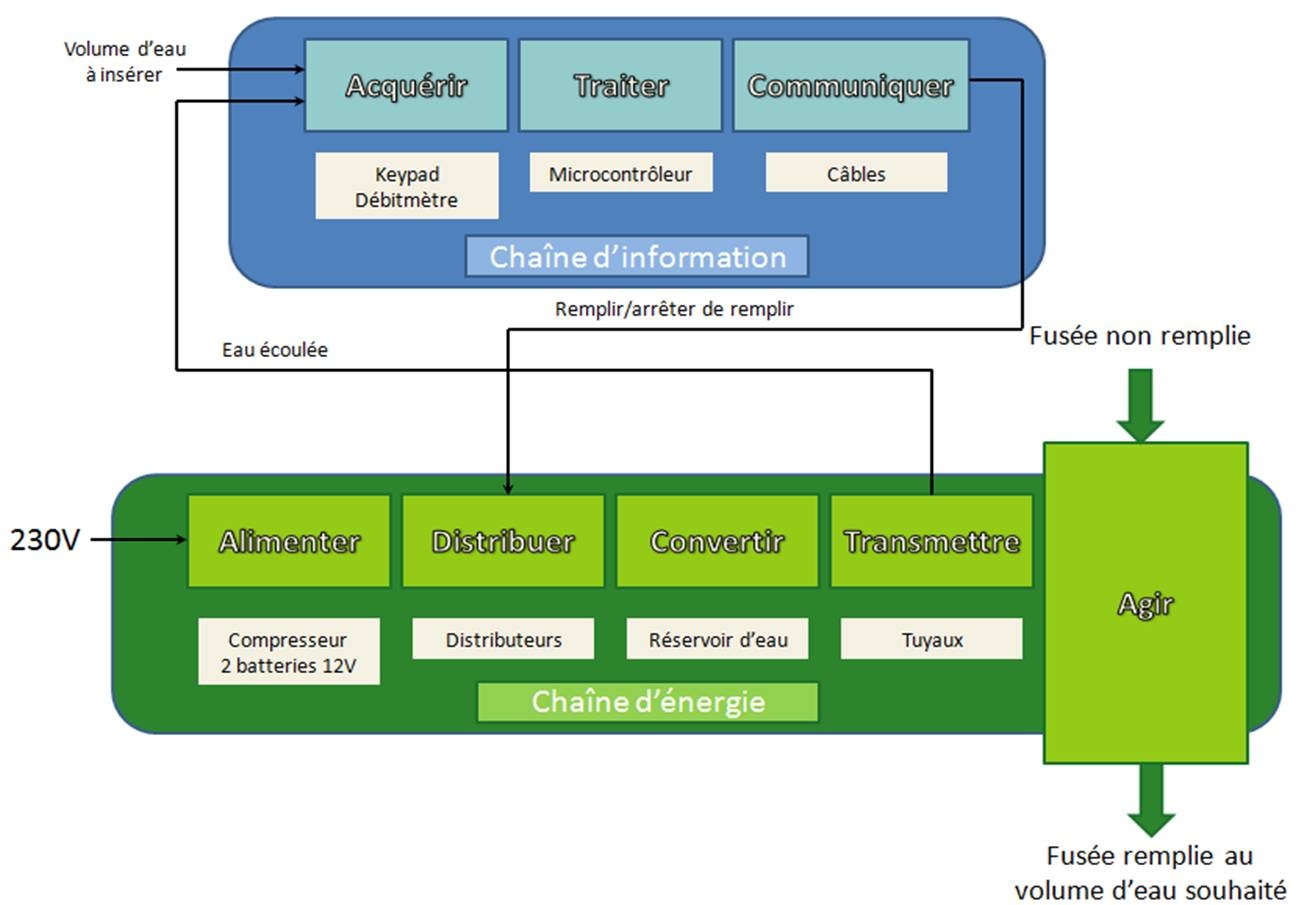 Volume d'eau
à insérer
Acquérir
Traiter
Communiquer
Keypad
Débitmètre
Microcontrôleur
Câbles
Chaîne d'information
Remplir/arrêter de remplir
Eau écoulée
Fusée non remplie
230V
Alimenter
Distribuer
Convertir
Transmettre
Agir
Compresseur
2 batteries 12V
Distributeurs
Réservoir d'eau
Tuyaux
Chaîne d'énergie
Fusée remplie au
volume d'eau souhaité